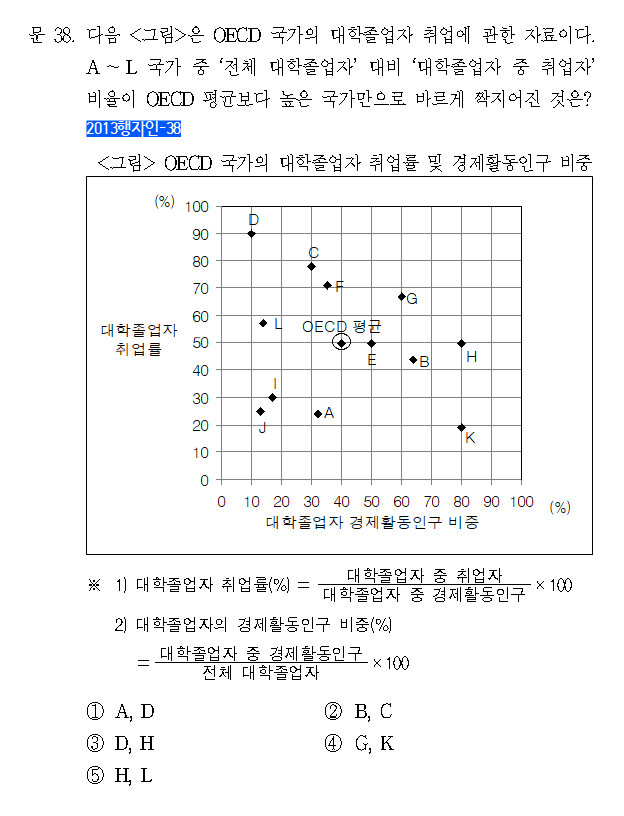 문 38. 다음 <그림>은 OECD 국가의 대학졸업자 취업에 관한 자료이다.
A ~ L 국가 중 '전체 대학졸업자' 대비 '대학졸업자 중 취업자'
비율이 OECD 평균보다 높은 국가만으로 바르게 짝지어진 것은?
2013행자인-38
<그림> OECD 국가의 대학졸업자 취업률 및 경제활동인구 비중
(%)
100
90
80
70
60
50
40
30
20
10
0
대학졸업자
취업률
D
C
F
G
L
OECD 평균
E
B
H
I
J
A
K
0 10 20 30 40 50 60 70 80 90 100 (%)
대학졸업자 경제활동인구 비중
※ 1) 대학졸업자 취업률(%) = 대학졸업자 중 취업자 / 대학졸업자 중 경제활동인구 × 100
2) 대학졸업자의 경제활동인구 비중(%)
= 대학졸업자 중 경제활동인구 / 전체 대학졸업자 × 100
① A, D ② B, C
③ D, H ④ G, K
⑤ H, L